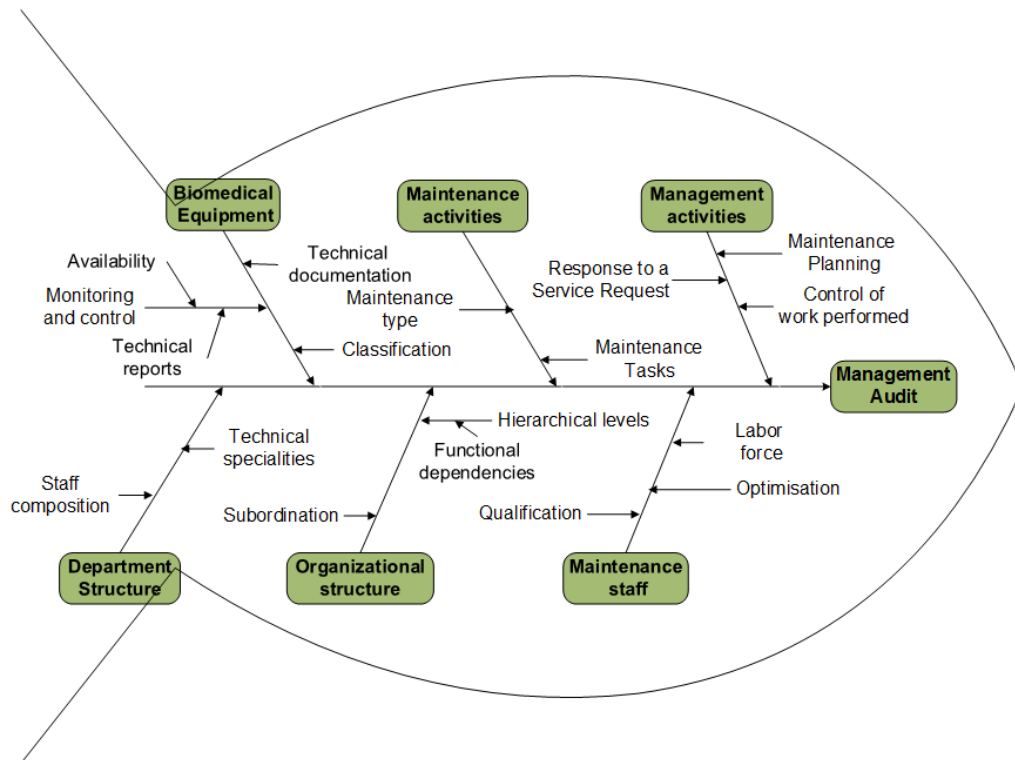 Biomedical
Equipment
Maintenance
activities
Management
activities
Availability
Technical
documentation
Maintenance
Planning
Response to a
Service Request
Monitoring
and control
Maintenance
type
Control of
work performed
Technical
reports
Classification
Maintenance
Tasks
Management
Audit
Technical
specialities
Hierarchical levels
Functional
dependencies
Labor
force
Staff
composition
Subordination
Qualification
Optimisation
Department
Structure
Organizational
structure
Maintenance
staff